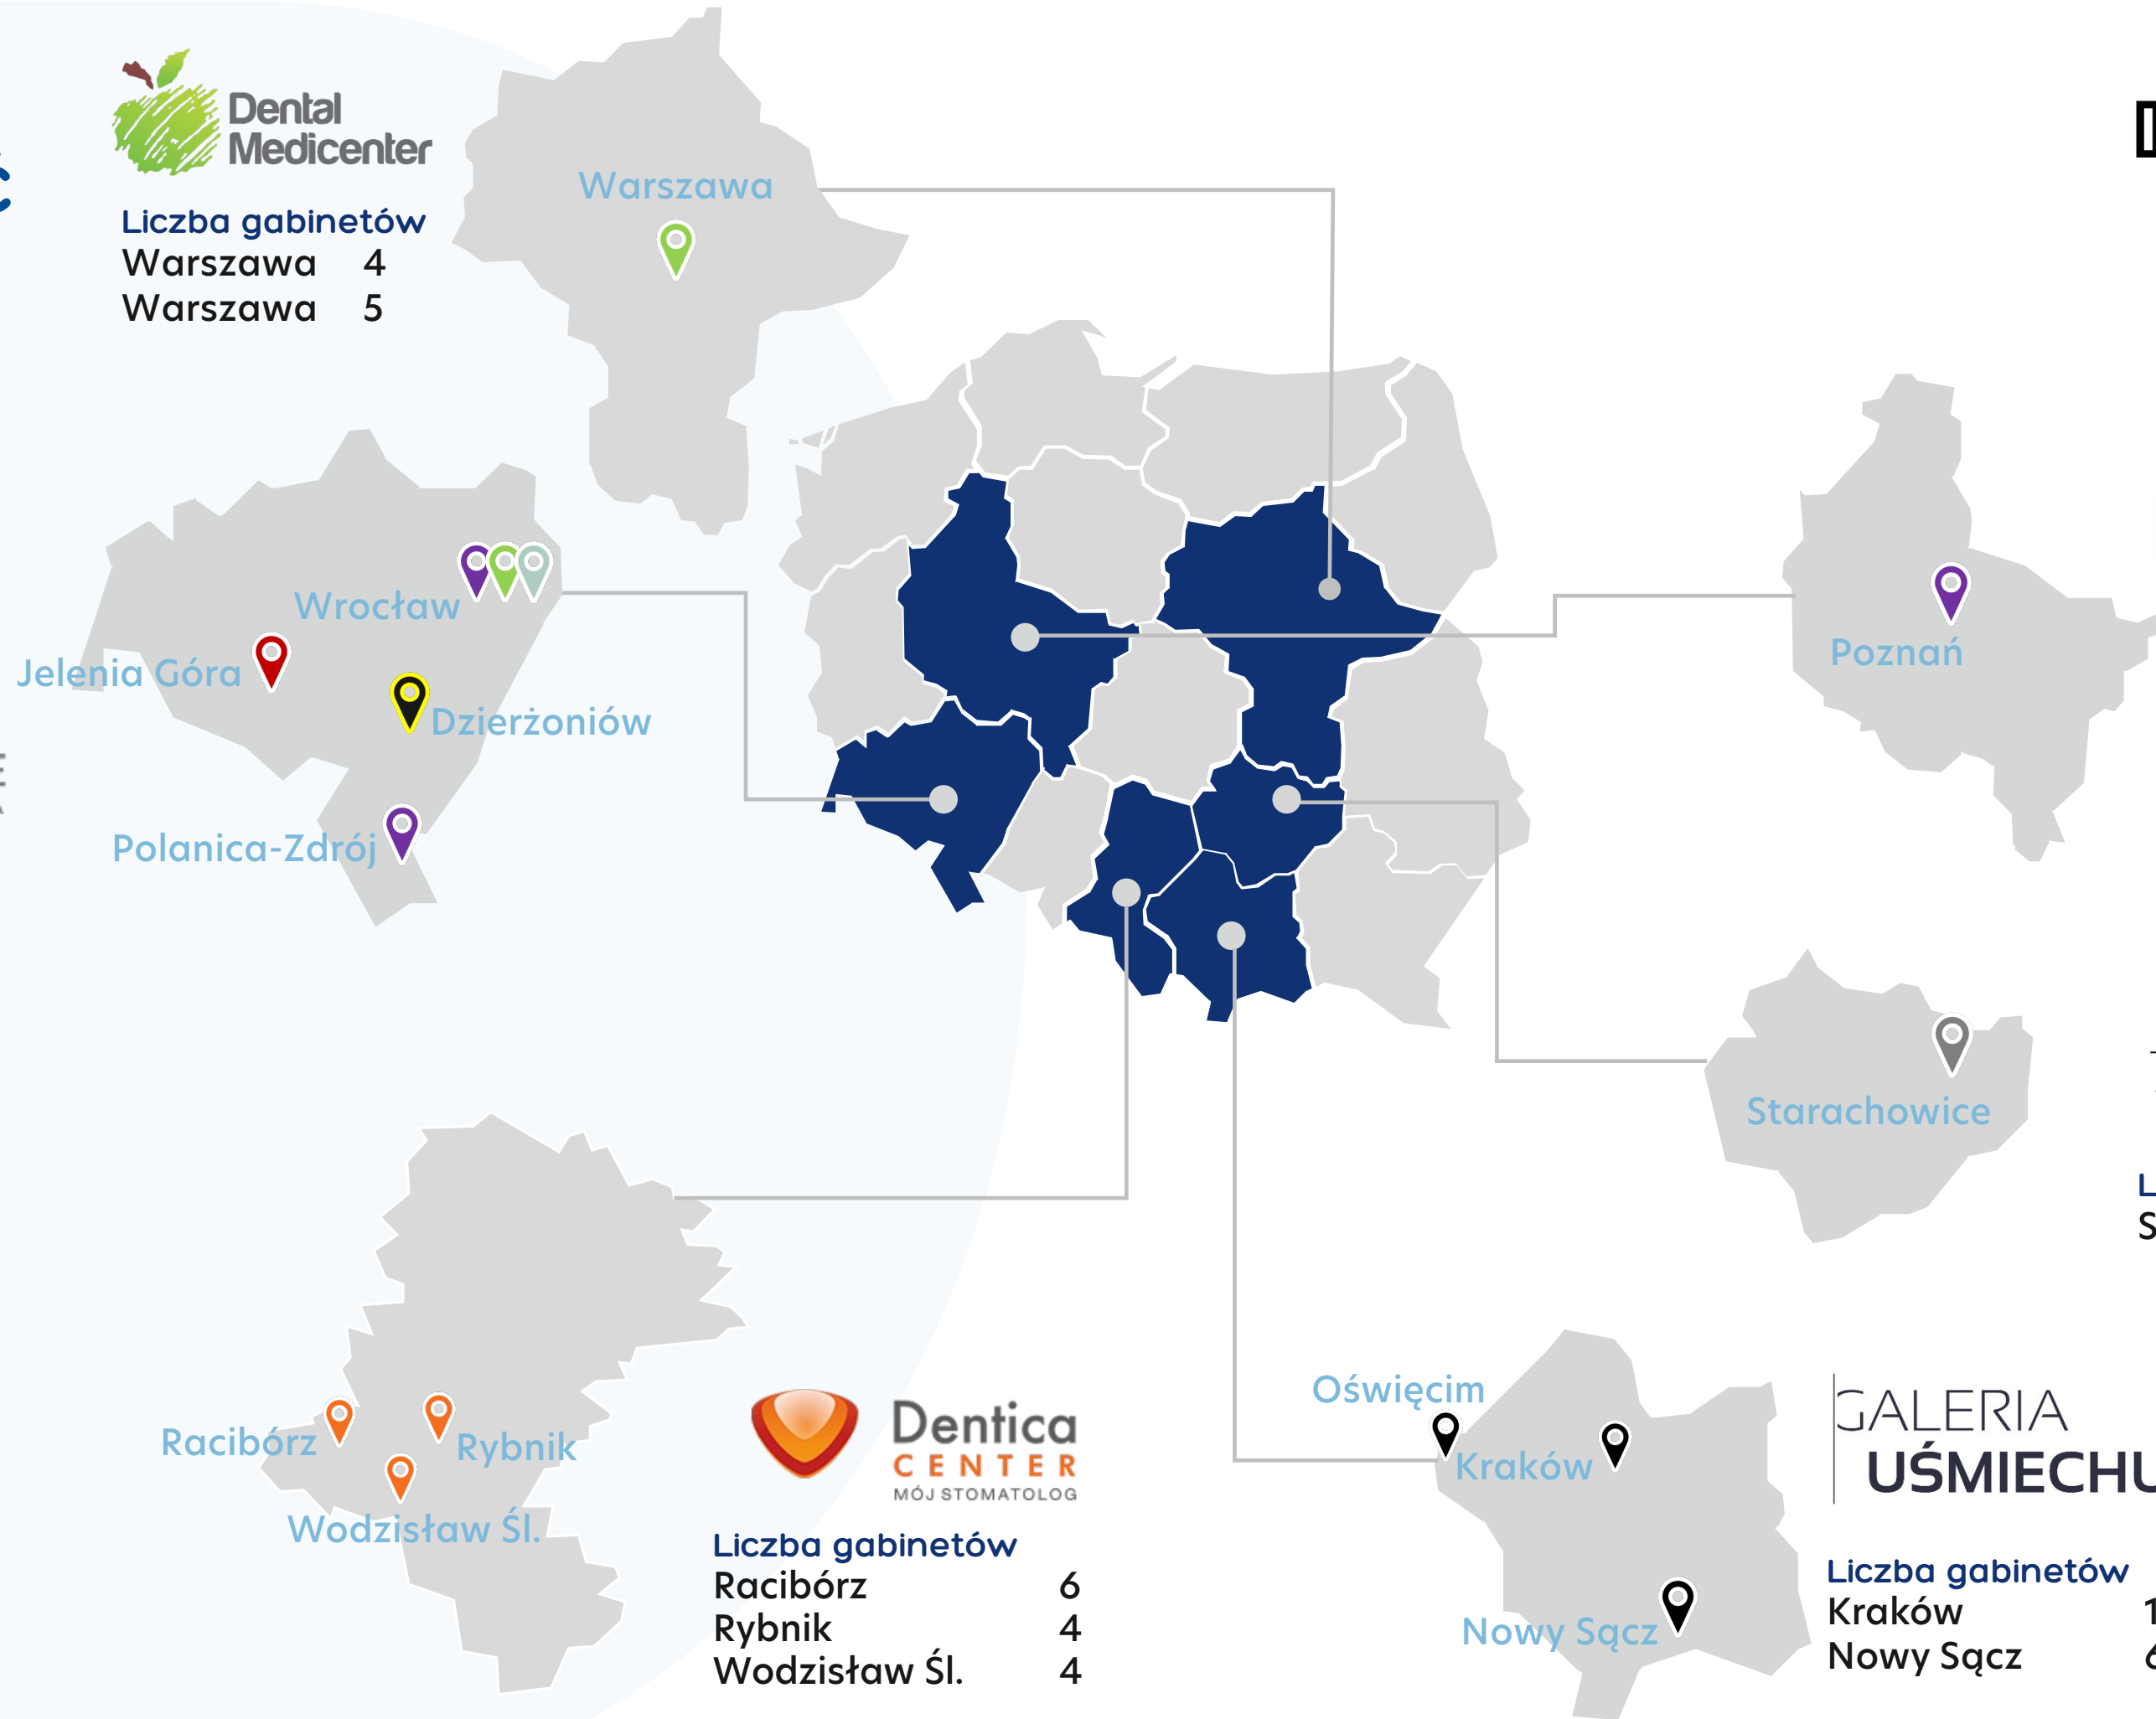 Dental
Medicenter
Liczba gabinetów
Warszawa 4
Warszawa 5
Warszawa
Wrocław
Jelenia Góra
Dzierżoniów
Polanica-Zdrój
Poznań
Starachowice
Racibórz
Rybnik
Wodzisław Śl.
Dentica
CENTER
MÓJ STOMATOLOG
Liczba gabinetów
Racibórz 6
Rybnik 4
Wodzisław Śl. 4
Oświęcim
Kraków
Nowy Sącz
GALERIA
UŚMIECHU
Liczba gabinetów
Kraków
Nowy Sącz